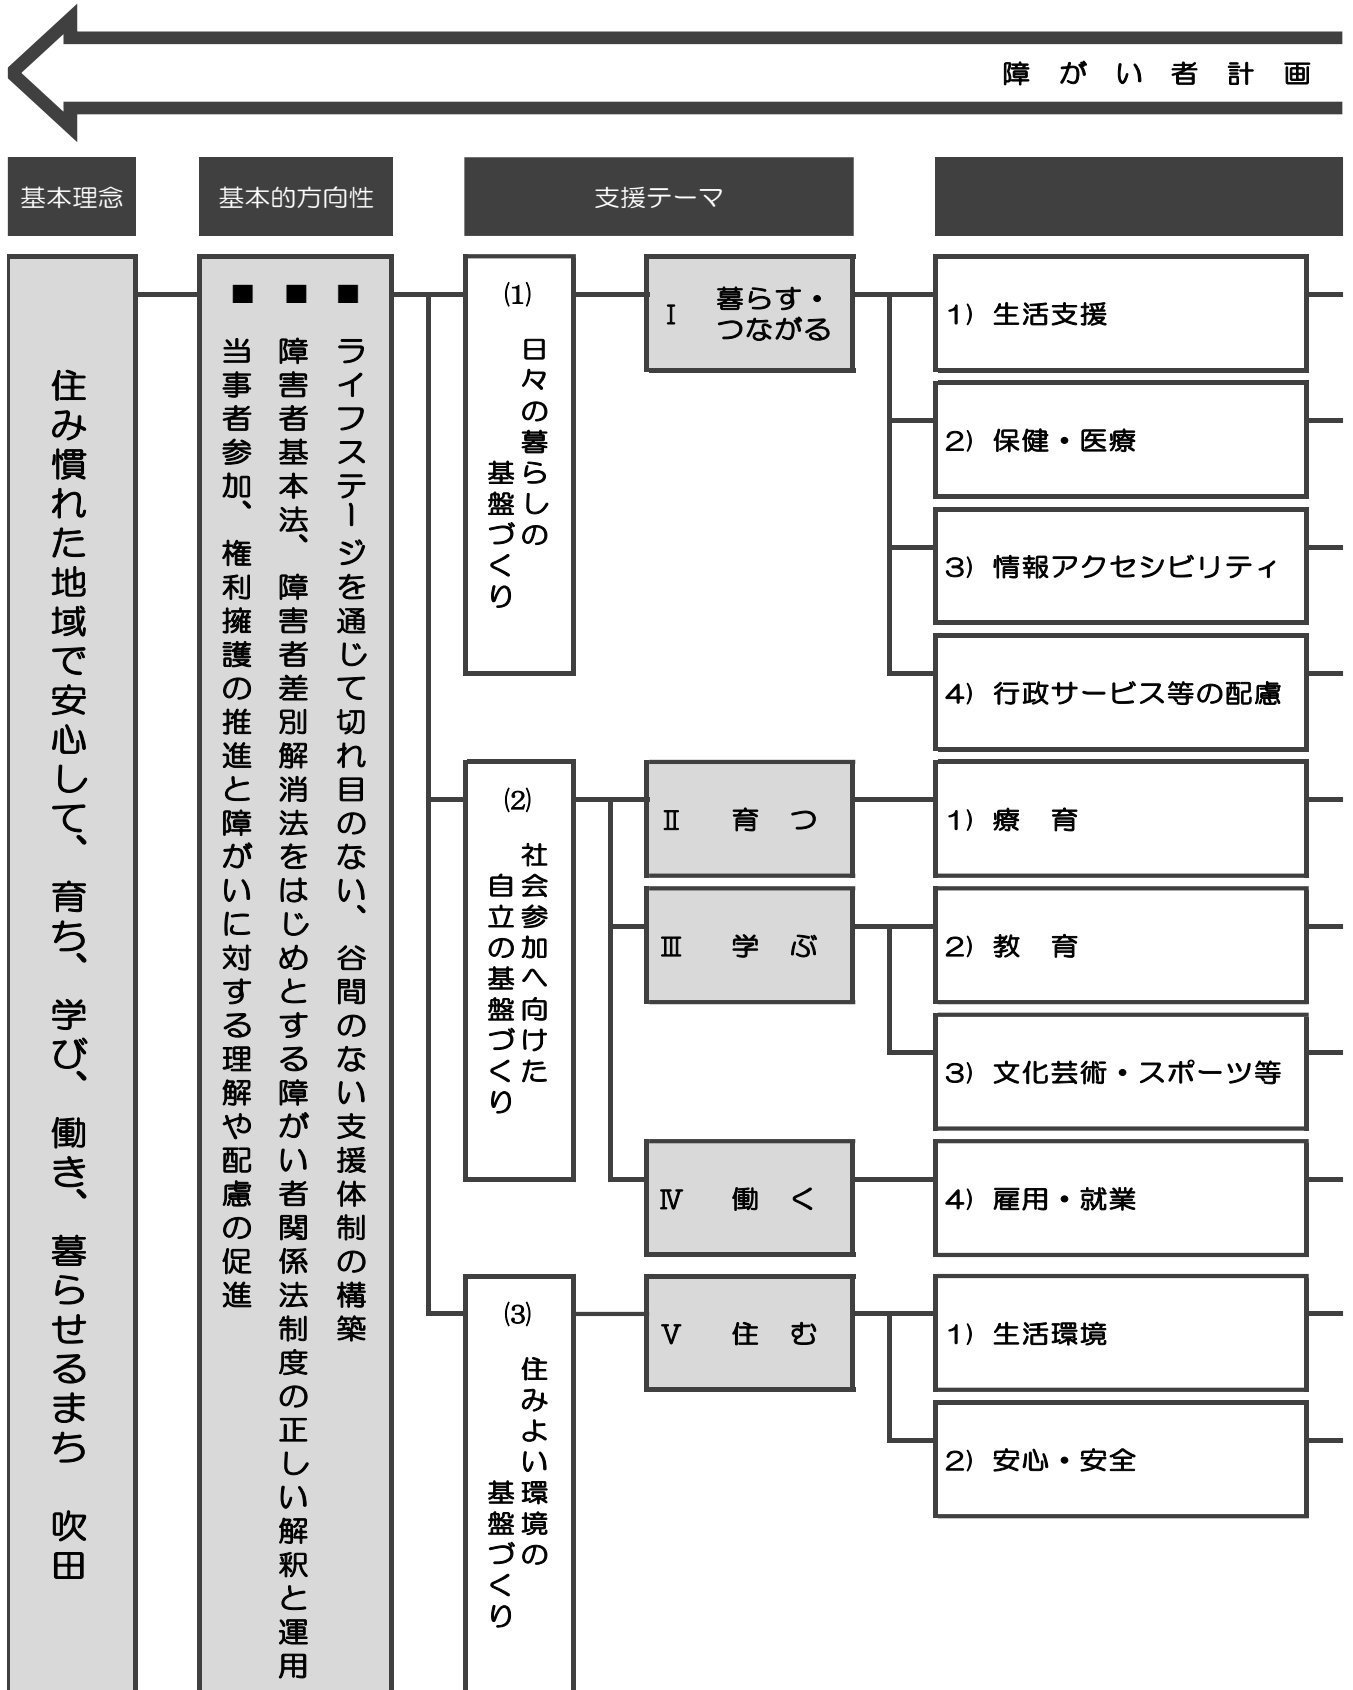 障がい者計画
基本理念
基本的方向性
支援テーマ
住み慣れた地域で安心して、育ち、学び、働き、暮らせるまち　吹田
■ ライフステージを通じて切れ目のない、谷間のない支援体制の構築
■ 障害者基本法、障害者差別解消法をはじめとする障がい者関係法制度の正しい解釈と運用
■ 当事者参加、権利擁護の推進と障がいに対する理解や配慮の促進
(1)
日々の暮らしの
基盤づくり
Ⅰ 暮らす・
つながる
1) 生活支援
2) 保健・医療
3) 情報アクセシビリティ
4) 行政サービス等の配慮
(2)
社会参加へ向けた
自立の基盤づくり
Ⅱ 育つ
1) 療育
Ⅲ 学ぶ
2) 教育
3) 文化芸術・スポーツ等
Ⅳ 働く
4) 雇用・就業
(3)
住みよい環境の
基盤づくり
Ⅴ 住む
1) 生活環境
2) 安心・安全